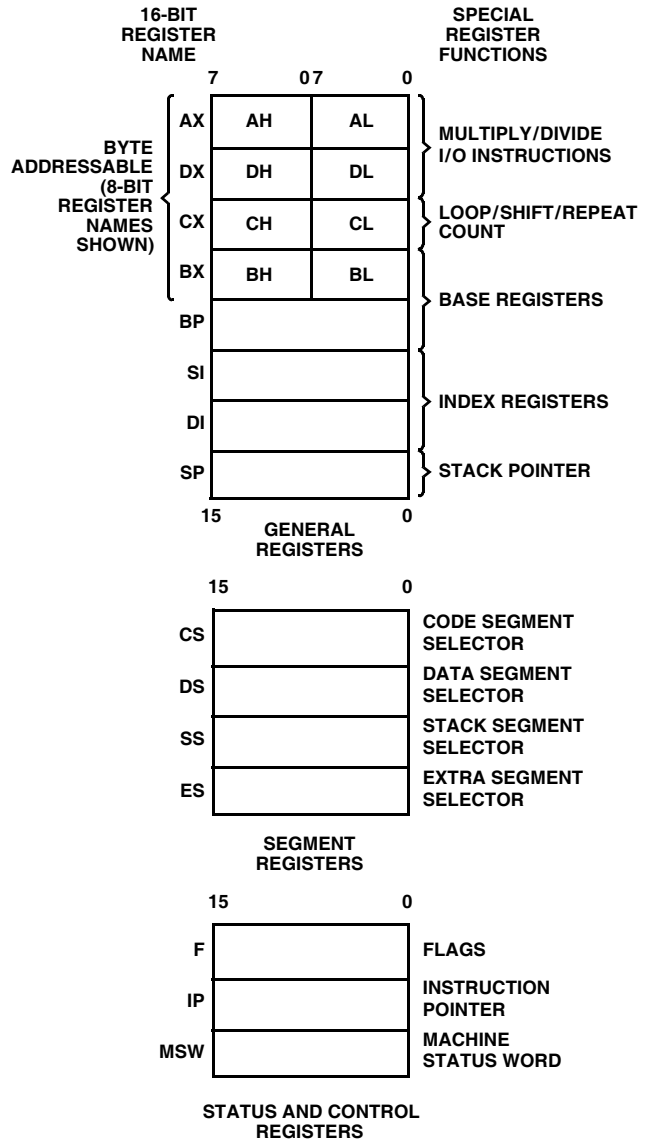 16-BIT
REGISTER
NAME
SPECIAL
REGISTER
FUNCTIONS
7 0 7 0
BYTE
ADDRESSABLE
(8-BIT
REGISTER
NAMES
SHOWN)
AX AH AL
DX DH DL
MULTIPLY/DIVIDE
I/O INSTRUCTIONS
CX CH CL
LOOP/SHIFT/REPEAT
COUNT
BX BH BL
BP
BASE REGISTERS
SI
DI
INDEX REGISTERS
SP STACK POINTER
15 0
GENERAL
REGISTERS
15 0
CS
CODE SEGMENT
SELECTOR
DS
DATA SEGMENT
SELECTOR
SS
STACK SEGMENT
SELECTOR
ES
EXTRA SEGMENT
SELECTOR
SEGMENT
REGISTERS
15 0
F FLAGS
IP
INSTRUCTION
POINTER
MSW
MACHINE
STATUS WORD
STATUS AND CONTROL
REGISTERS